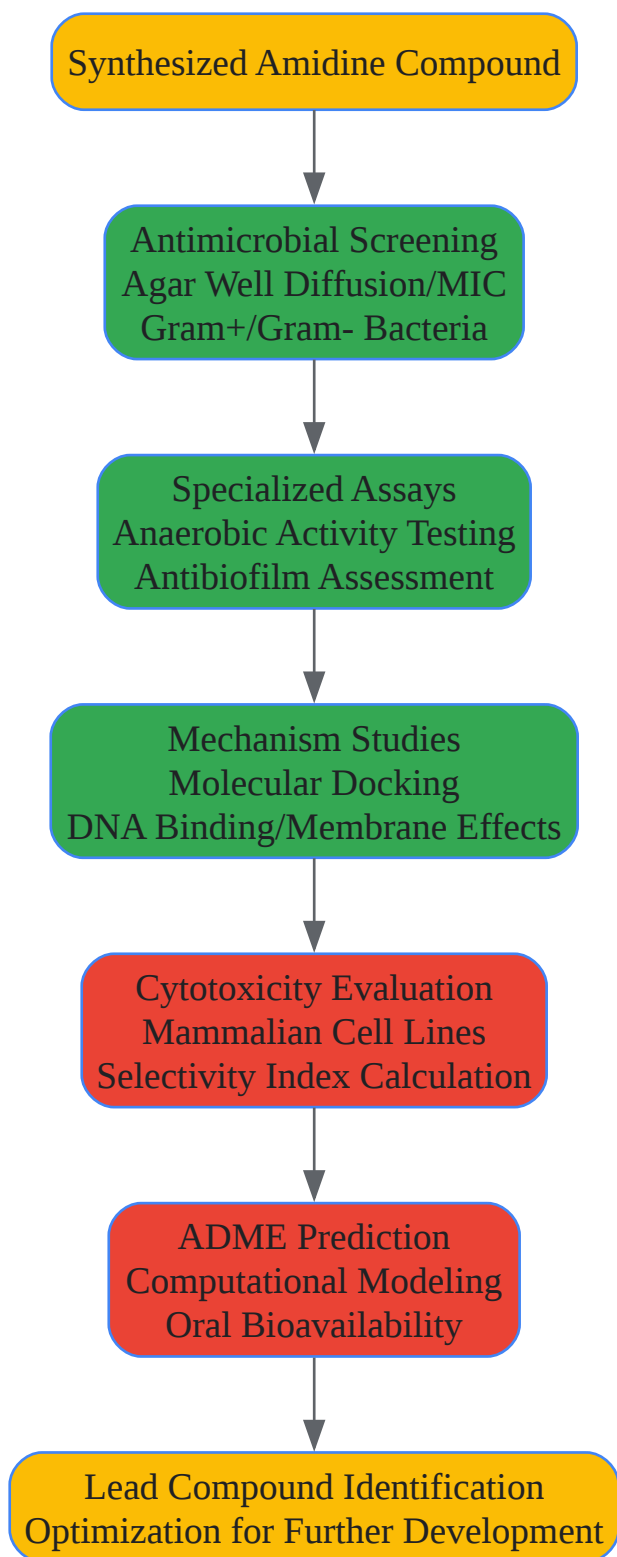 Synthesized Amidine Compound
Antimicrobial Screening
Agar Well Diffusion/MIC
Gram+/Gram- Bacteria
Specialized Assays
Anaerobic Activity Testing
Antibiofilm Assessment
Mechanism Studies
Molecular Docking
DNA Binding/Membrane Effects
Cytotoxicity Evaluation
Mammalian Cell Lines
Selectivity Index Calculation
ADME Prediction
Computational Modeling
Oral Bioavailability
Lead Compound Identification
Optimization for Further Development